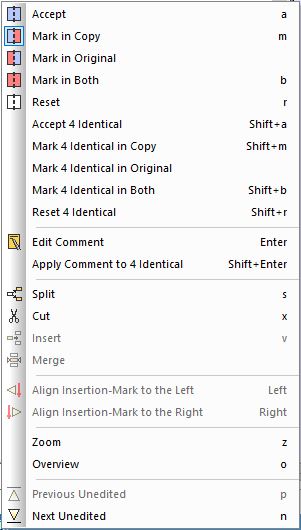 Accept a
Mark in Copy m
Mark in Original
Mark in Both b
Reset r
Accept 4 Identical Shift+a
Mark 4 Identical in Copy Shift+m
Mark 4 Identical in Original
Mark 4 Identical in Both Shift+b
Reset 4 Identical Shift+r
Edit Comment Enter
Apply Comment to 4 Identical Shift+Enter
Split s
Cut x
Insert v
Merge
Align Insertion-Mark to the Left Left
Align Insertion-Mark to the Right Right
Zoom z
Overview o
Previous Unedited p
Next Unedited n